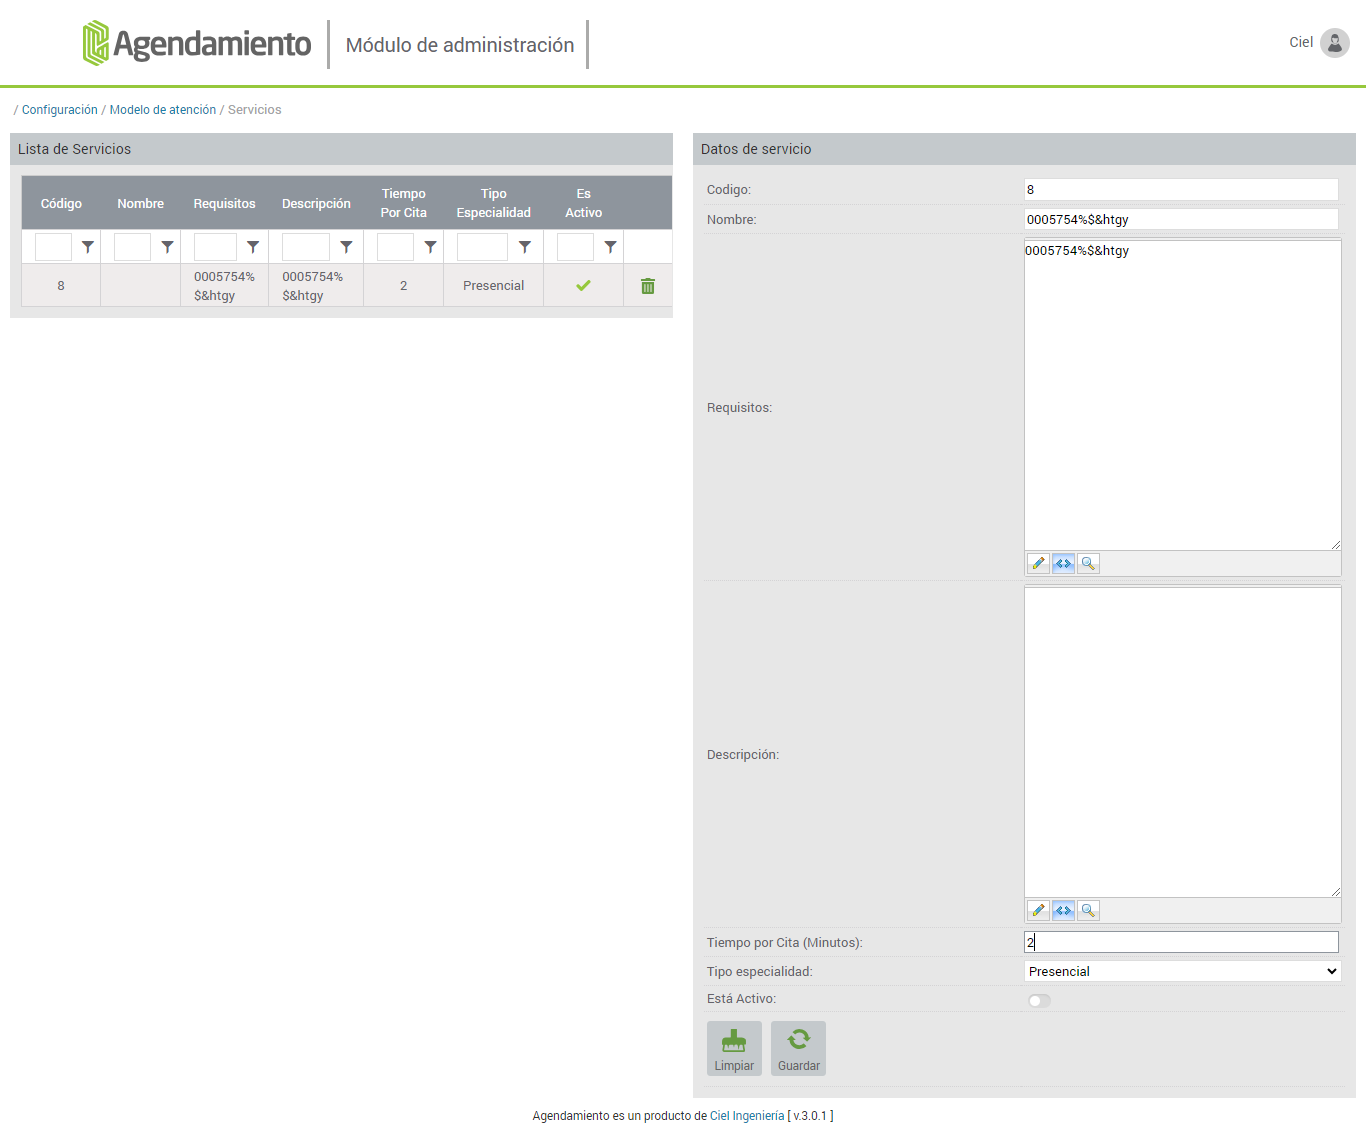 Agendamiento
Módulo de administración
Ciel
/ Configuración / Modelo de atención / Servicios
Lista de Servicios
Código Nombre Requisitos Descripción Tiempo Por Cita Tipo Especialidad Es Activo
8 0005754%$&htgy 0005754%$&htgy 2 Presencial
Datos de servicio
Codigo: 8
Nombre: 0005754%$&htgy
Requisitos: 0005754%$&htgy
Descripción:
Tiempo por Cita (Minutos): 2
Tipo especialidad: Presencial
Está Activo:
Limpiar Guardar
Agendamiento es un producto de Ciel Ingeniería [ v.3.0.1 ]